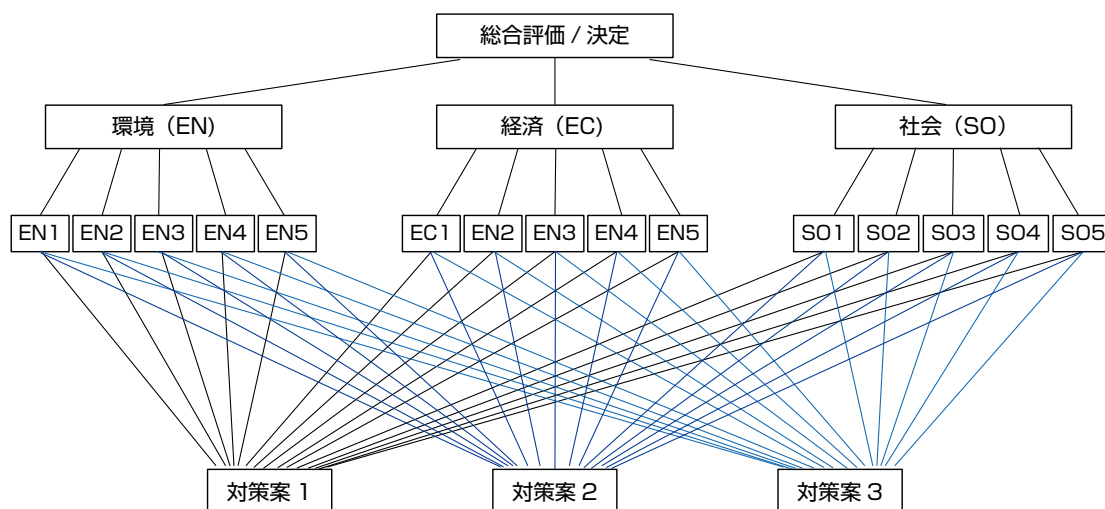 総合評価 / 決定
環境（EN)
経済（EC)
社会（SO）
EN1 EN2 EN3 EN4 EN5 EC1 EN2 EN3 EN4 EN5 SO1 SO2 SO3 SO4 SO5
対策案 1 対策案 2 対策案 3